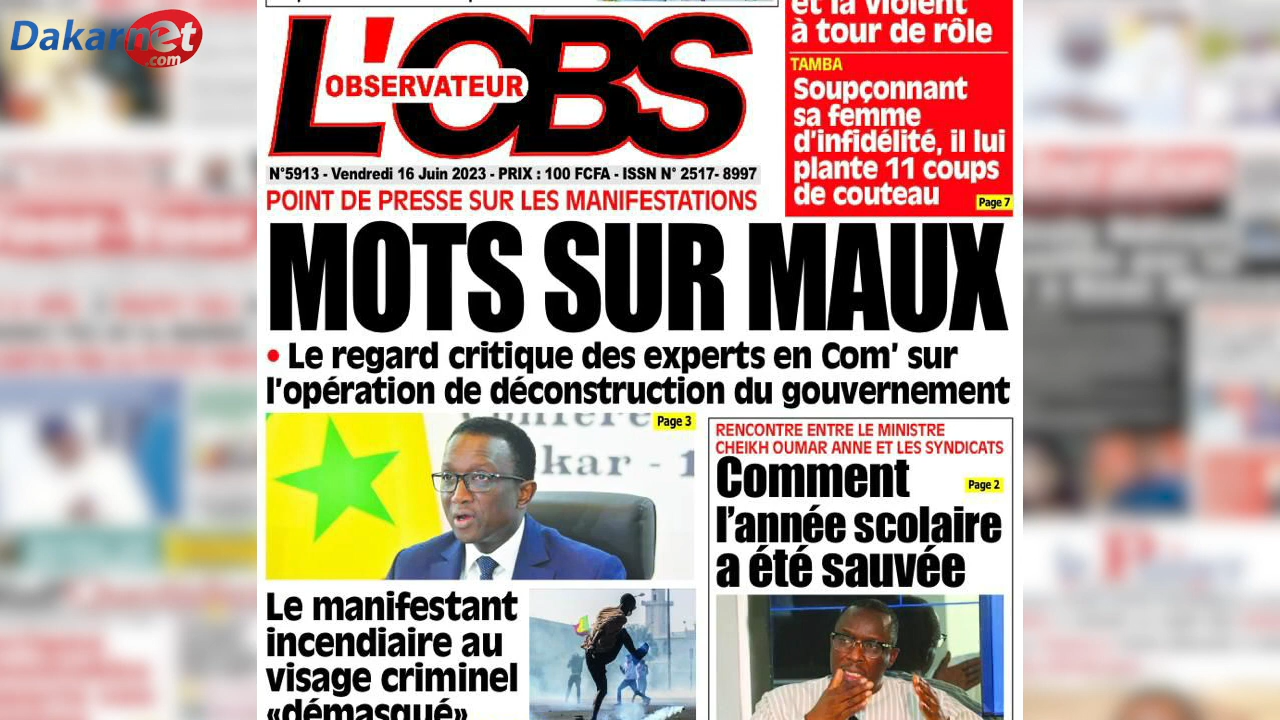 Dakarnet
.com
et la violent
à tour de rôle
TAMBA
Soupçonnant
sa femme
d'infidélité, il lui
plante 11 coups
de couteau
Page 7
L'OBS
OBSERVATEUR
N°5913 - Vendredi 16 Juin 2023 - PRIX : 100 FCFA - ISSN N° 2517- 8997
POINT DE PRESSE SUR LES MANIFESTATIONS
MOTS SUR MAUX
• Le regard critique des experts en Com' sur
l'opération de déconstruction du gouvernement
Page 3
kar - 1
RENCONTRE ENTRE LE MINISTRE
CHEIKH OUMAR ANNE ET LES SYNDICATS
Comment
Page 2
l'année scolaire
a été sauvée
Le manifestant
incendiaire au
visage criminel
«démasqué»